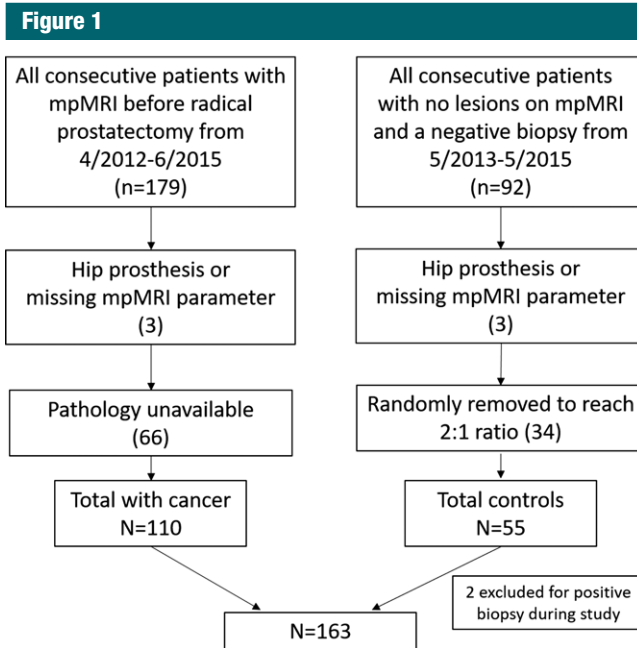 Figure 1
All consecutive patients with
mpMRI before radical
prostatectomy from
4/2012-6/2015
(n=179)
All consecutive patients
with no lesions on mpMRI
and a negative biopsy from
5/2013-5/2015
(n=92)
Hip prosthesis or
missing mpMRI parameter
(3)
Hip prosthesis or
missing mpMRI parameter
(3)
Pathology unavailable
(66)
Randomly removed to reach
2:1 ratio (34)
Total with cancer
N=110
Total controls
N=55
2 excluded for positive
biopsy during study
N=163